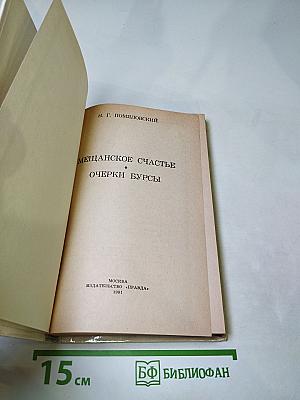 Н. Г. ПОМЯЛОВСКИЙ
МЕЩАНСКОЕ СЧАСТЬЕ
•
ОЧЕРКИ БУРСЫ
МОСКВА
ИЗДАТЕЛЬСТВО «ПРАВДА»
1981
15 см
БФ БИБЛИОФАН